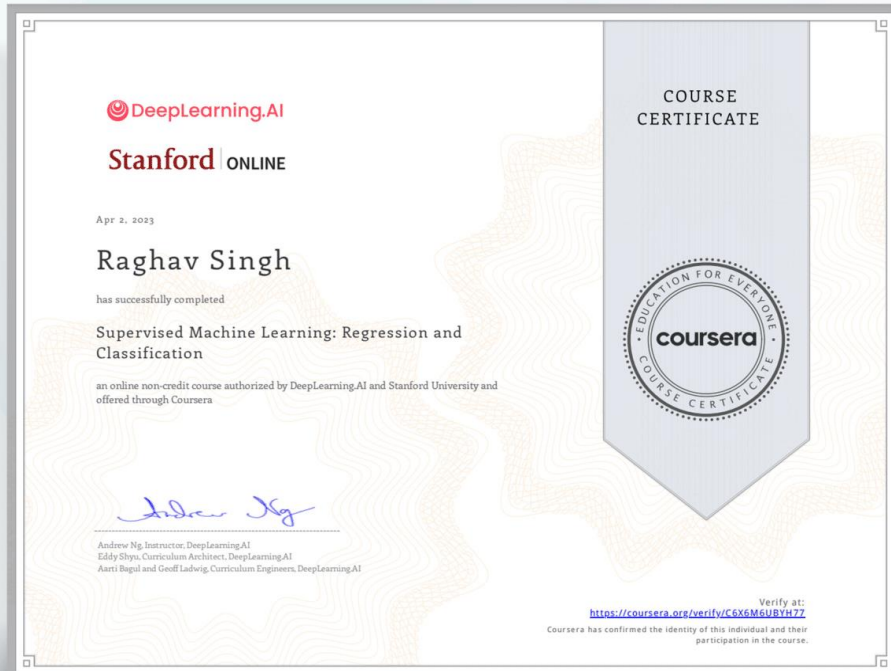 DeepLearning.AI
Stanford ONLINE
Apr 2, 2023
Raghav Singh
has successfully completed
Supervised Machine Learning: Regression and
Classification
an online non-credit course authorized by DeepLearning.AI and Stanford University and
offered through Coursera
Andrew Ng
Andrew Ng, Instructor, DeepLearning.AI
Eddy Shyu, Curriculum Architect, DeepLearning.AI
Aarti Bagul and Geoff Ladwig, Curriculum Engineers, DeepLearning.AI
COURSE
CERTIFICATE
EDUCATION FOR EVERYONE
coursera
COURSE CERTIFICATE
Verify at:
https://coursera.org/verify/C6X6M6UBYH77
Coursera has confirmed the identity of this individual and their
participation in the course.